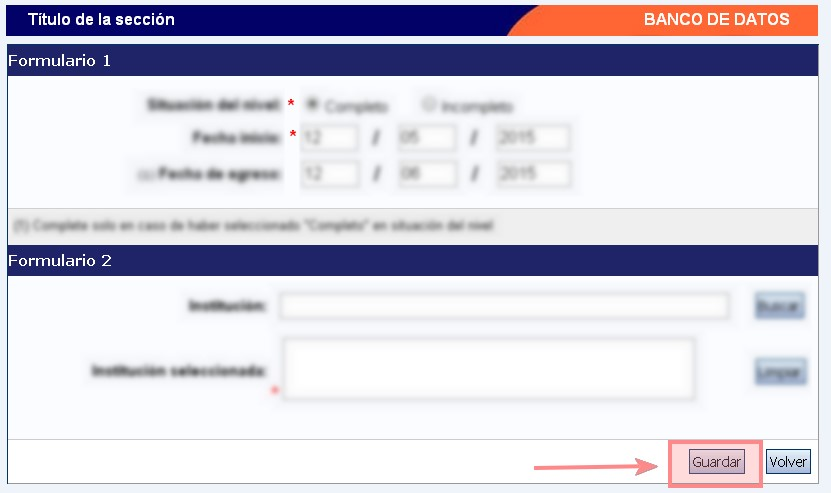 Título de la sección
BANCO DE DATOS
Formulario 1
Situación del nivel: * Completo Incompleto
Fecha inicio: * 12 / 05 / 2015
Fecha de egreso: 12 / 06 / 2015
(1) Complete solo en caso de haber seleccionado "Completo" en situación del nivel
Formulario 2
Institución: Buscar
Institución seleccionada: * Limpiar
Guardar Volver